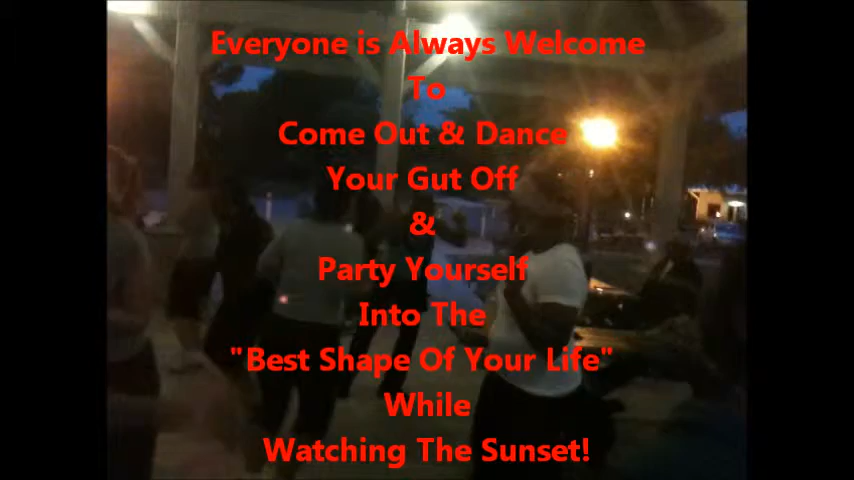 Everyone is Always Welcome
To
Come Out & Dance
Your Gut Off
&
Party Yourself
Into The
"Best Shape Of Your Life"
While
Watching The Sunset!